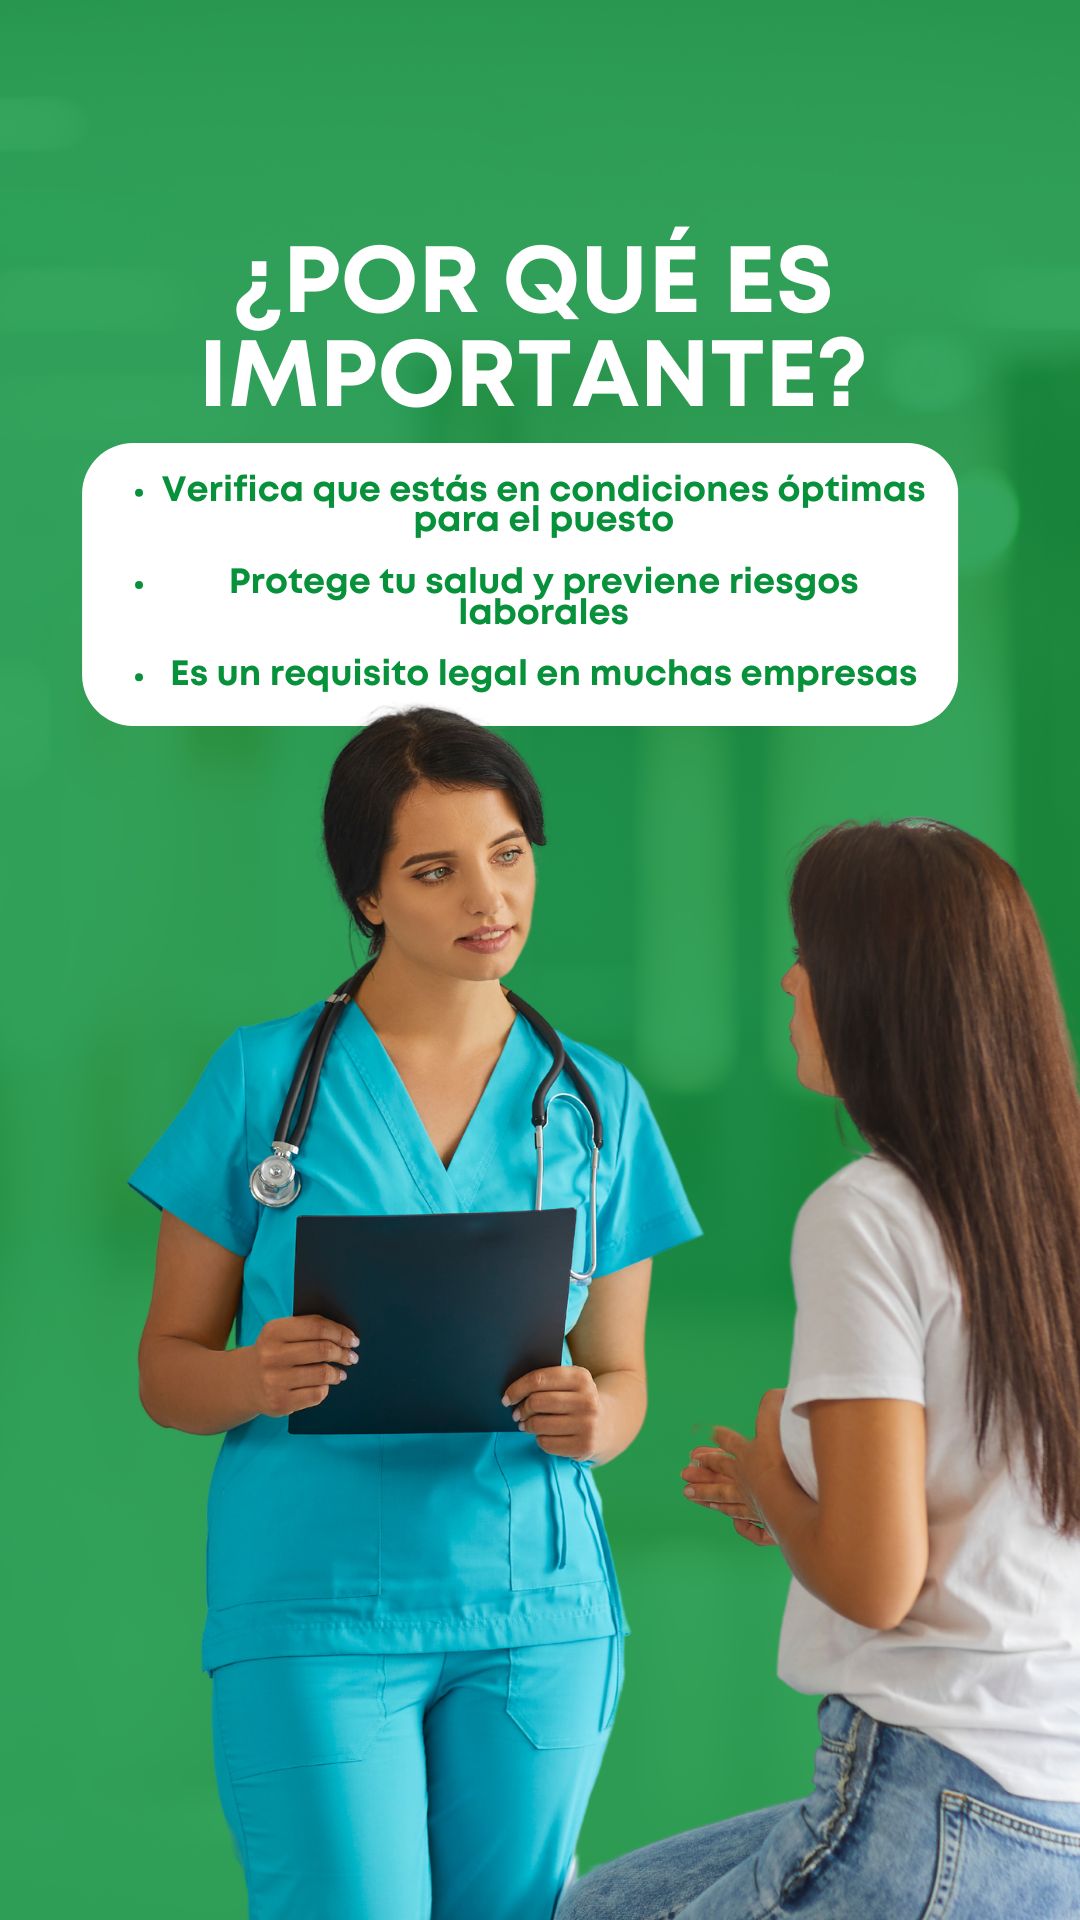 ¿POR QUÉ ES
IMPORTANTE?
• Verifica que estás en condiciones óptimas
para el puesto
• Protege tu salud y previene riesgos
laborales
• Es un requisito legal en muchas empresas